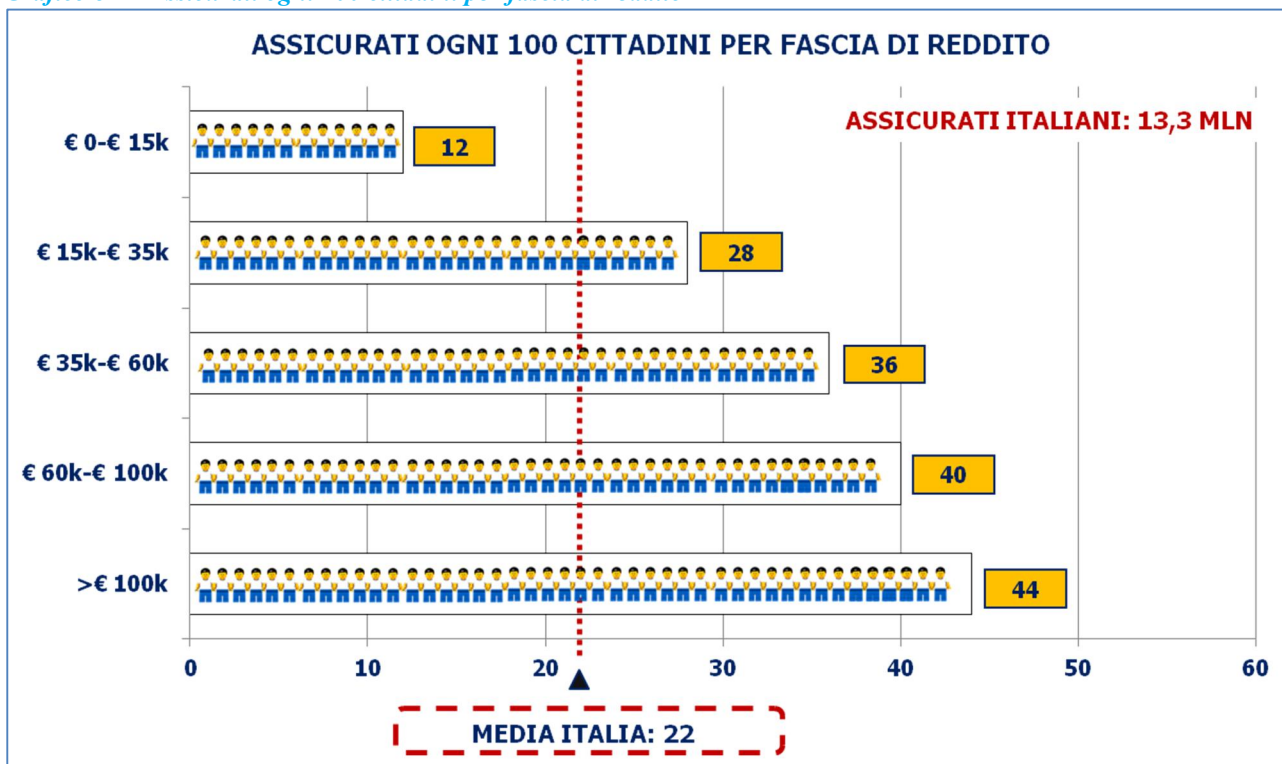 ASSICURATI OGNI 100 CITTADINI PER FASCIA DI REDDITO
ASSICURATI ITALIANI: 13,3 MLN
€ 0-€ 15k
12
€ 15k-€ 35k
28
€ 35k-€ 60k
36
€ 60k-€ 100k
40
>€ 100k
44
0 10 20 30 40 50 60
MEDIA ITALIA: 22